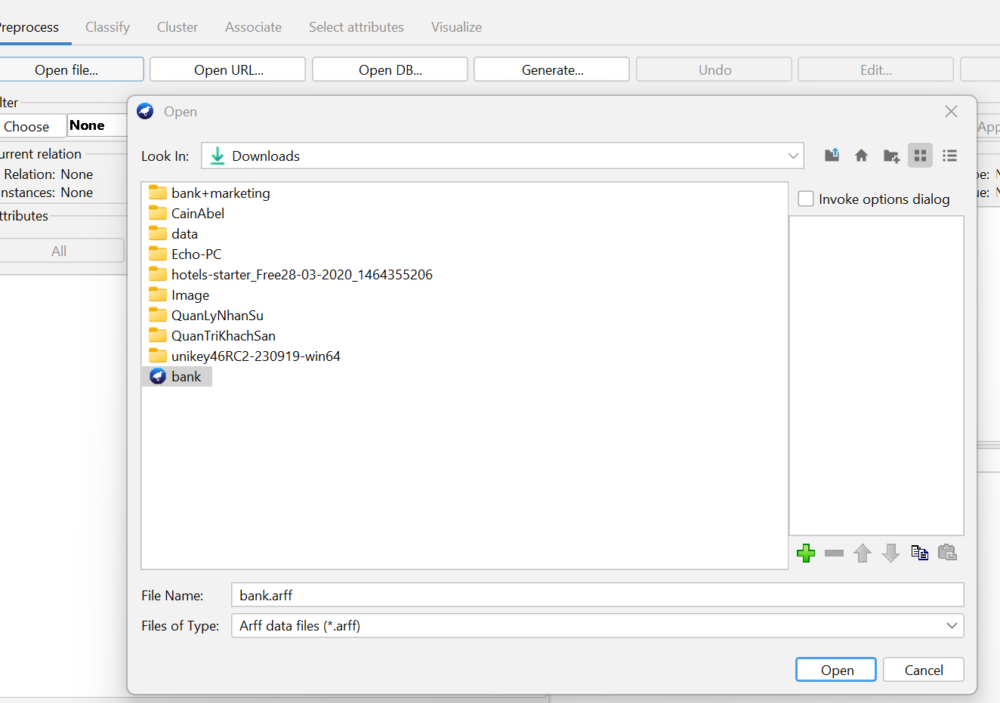 Preprocess Classify Cluster Associate Select attributes Visualize
Open file... Open URL... Open DB... Generate... Undo Edit...
lter
Choose None App
Open
urrent relation
Relation: None
nstances: None
ttributes
All
Look In: Downloads
bank+marketing
CainAbel
data
Echo-PC
hotels-starter_Free28-03-2020_1464355206
Image
QuanLyNhanSu
QuanTriKhachSan
unikey46RC2-230919-win64
bank
Invoke options dialog
pe: N
ue: N
File Name: bank.arff
Files of Type: Arff data files (*.arff)
Open Cancel